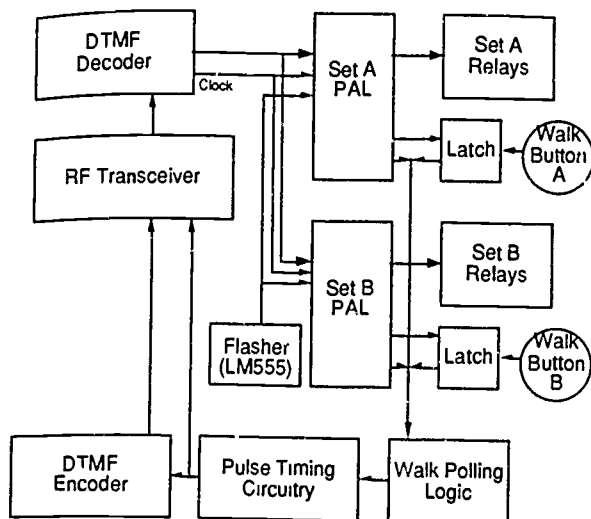 DTMF
Decoder
Clock
Set A
PAL
Set A
Relays
Latch
Walk
Button
A
RF Transceiver
Set B
PAL
Set B
Relays
Flasher
(LM555)
Latch
Walk
Button
B
DTMF
Encoder
Pulse Timing
Circuitry
Walk Polling
Logic